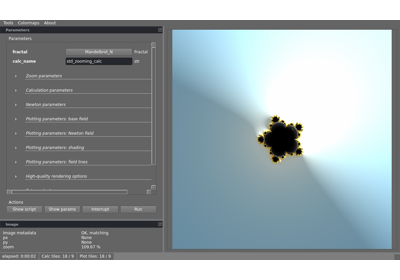 Tools Colormaps About
Parameters
Parameters
fractal Mandelbrot_N fractal
calc_name std_zooming_calc str
Zoom parameters
Calculation parameters
Newton parameters
Plotting parameters: base field
Plotting parameters: Newton field
Plotting parameters: shading
Plotting parameters: field lines
High-quality rendering options
Actions
Show script Show params Interrupt Run
Image
Image metadata OK, matching
px None
py None
zoom 109.67 %
elapsed: 0:00:02 Calc tiles: 16 / 9 Plot tiles: 16 / 9